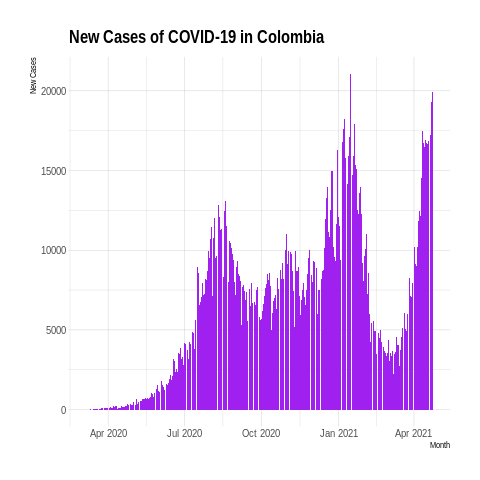 New Cases of COVID-19 in Colombia
New Cases
20000
15000
10000
5000
0
Apr 2020 Jul 2020 Oct 2020 Jan 2021 Apr 2021
Month